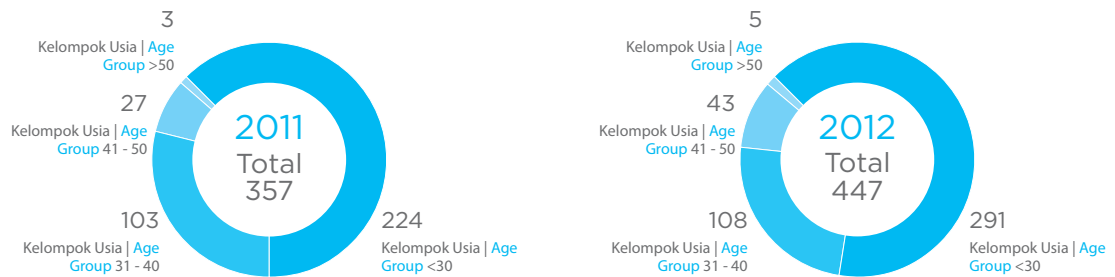 3
Kelompok Usia | Age
Group >50
27
Kelompok Usia | Age
Group 41 - 50
103
Kelompok Usia | Age
Group 31 - 40
2011
Total
357
224
Kelompok Usia | Age
Group <30
5
Kelompok Usia | Age
Group >50
43
Kelompok Usia | Age
Group 41 - 50
108
Kelompok Usia | Age
Group 31 - 40
2012
Total
447
291
Kelompok Usia | Age
Group <30